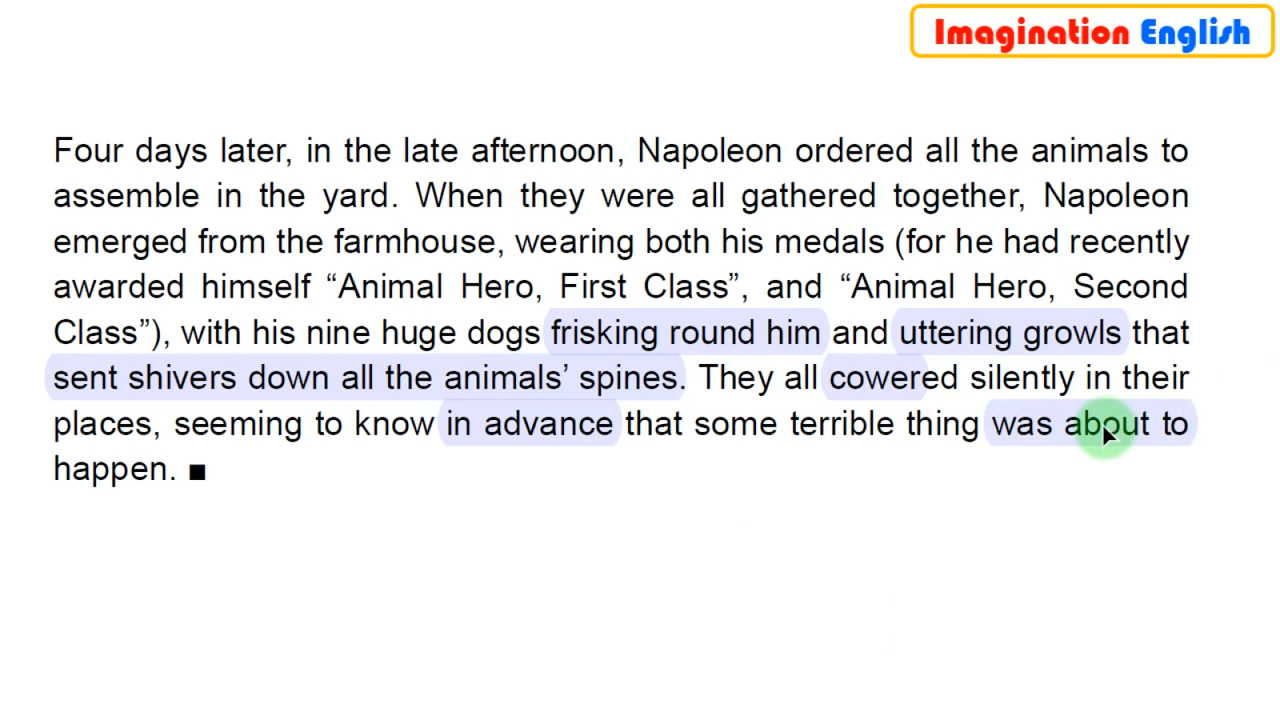 Imagination English
Four days later, in the late afternoon, Napoleon ordered all the animals to
assemble in the yard. When they were all gathered together, Napoleon
emerged from the farmhouse, wearing both his medals (for he had recently
awarded himself “Animal Hero, First Class”, and “Animal Hero, Second
Class”), with his nine huge dogs frisking round him and uttering growls that
sent shivers down all the animals’ spines. They all cowered silently in their
places, seeming to know in advance that some terrible thing was about to
happen. ■